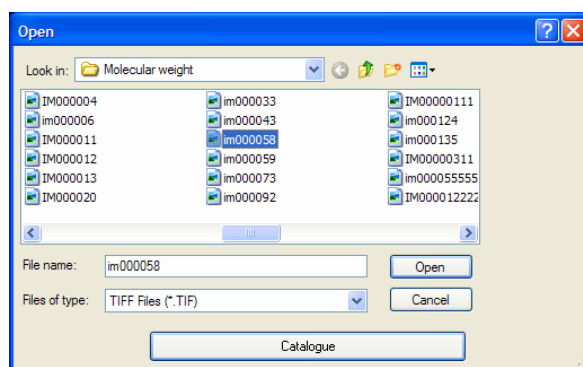 Open
Look in: Molecular weight
IM000004 im000033 IM00000111
im000006 im000043 im000124
IM000011 im000058 im000135
IM000012 im000059 IM00000311
IM000013 im000073 im000055555
IM000020 im000092 IM000012222
File name: im000058 Open
Files of type: TIFF Files (*.TIF) Cancel
Catalogue